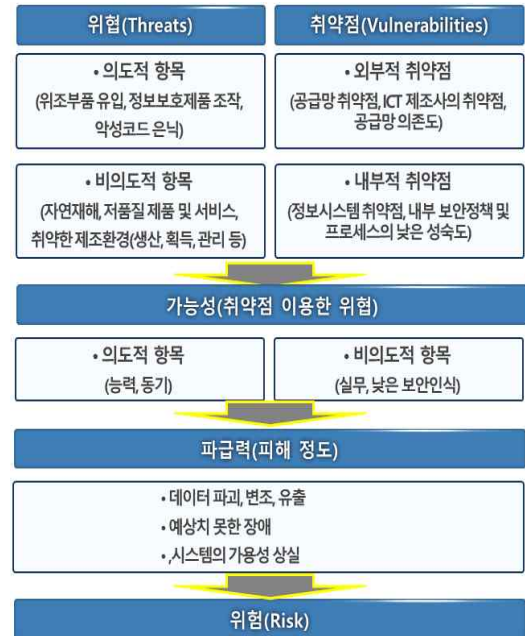 위협(Threats)
취약점(Vulnerabilities)
• 의도적 항목
(위조부품 유입, 정보보호제품 조작,
악성코드 은닉)
• 외부적 취약점
(공급망 취약점, ICT 제조사의 취약점,
공급망 의존도)
• 비의도적 항목
(자연재해, 저품질 제품 및 서비스,
취약한 제조환경(생산, 획득, 관리 등)
• 내부적 취약점
(정보시스템 취약점, 내부 보안정책 및
프로세스의 낮은 성숙도)
가능성(취약점 이용한 위협)
• 의도적 항목
(능력, 동기)
• 비의도적 항목
(실무, 낮은 보안인식)
파급력(피해 정도)
• 데이터 파괴, 변조, 유출
• 예상치 못한 장애
• ,시스템의 가용성 상실
위험(Risk)